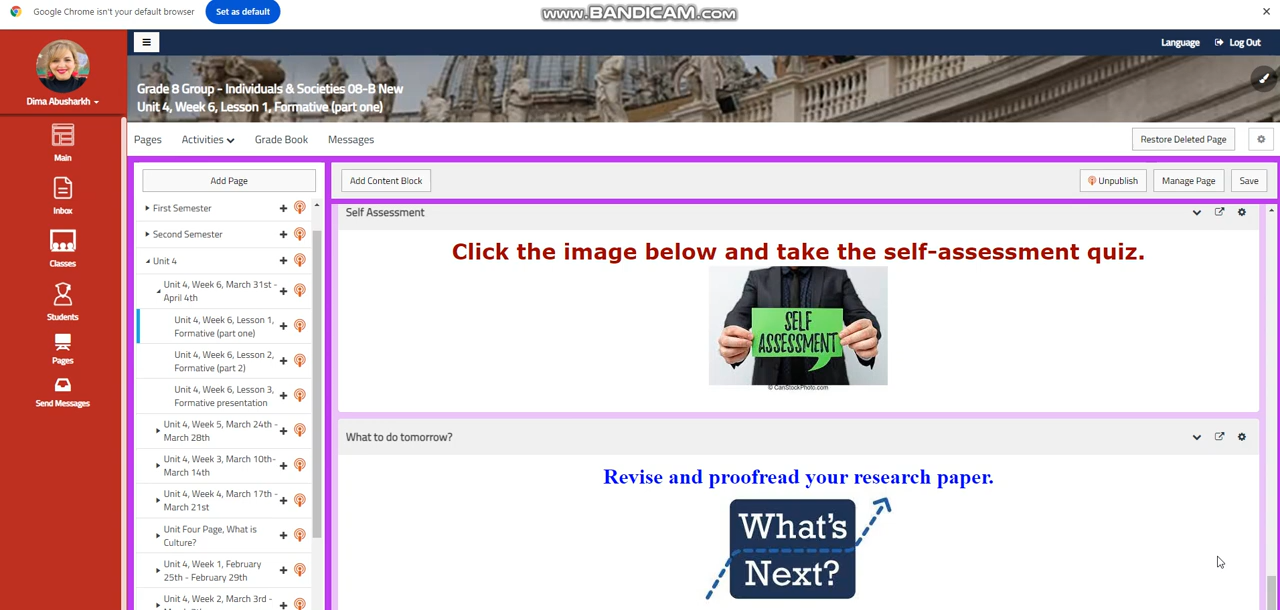 Google Chrome isn't your default browser
Set as default
www.BANDICAM.com
Language
Log Out
Dima Abusharkh
Grade 8 Group - Individuals & Societies 08-B New
Unit 4, Week 6, Lesson 1, Formative (part one)
Main
Inbox
Classes
Students
Pages
Send Messages
Pages
Activities
Grade Book
Messages
Restore Deleted Page
Add Page
First Semester
Second Semester
Unit 4
Unit 4, Week 6, March 31st -
April 4th
Unit 4, Week 6, Lesson 1,
Formative (part one)
Unit 4, Week 6, Lesson 2,
Formative (part 2)
Unit 4, Week 6, Lesson 3,
Formative presentation
Unit 4, Week 5, March 24th -
March 28th
Unit 4, Week 3, March 10th-
March 14th
Unit 4, Week 4, March 17th -
March 21st
Unit Four Page, What is
Culture?
Unit 4, Week 1, February
25th - February 29th
Unit 4, Week 2, March 3rd -
Add Content Block
Unpublish
Manage Page
Save
Self Assessment
Click the image below and take the self-assessment quiz.
SELF
ASSESSMENT
© CanStockPhoto.com
What to do tomorrow?
Revise and proofread your research paper.
What's
Next?